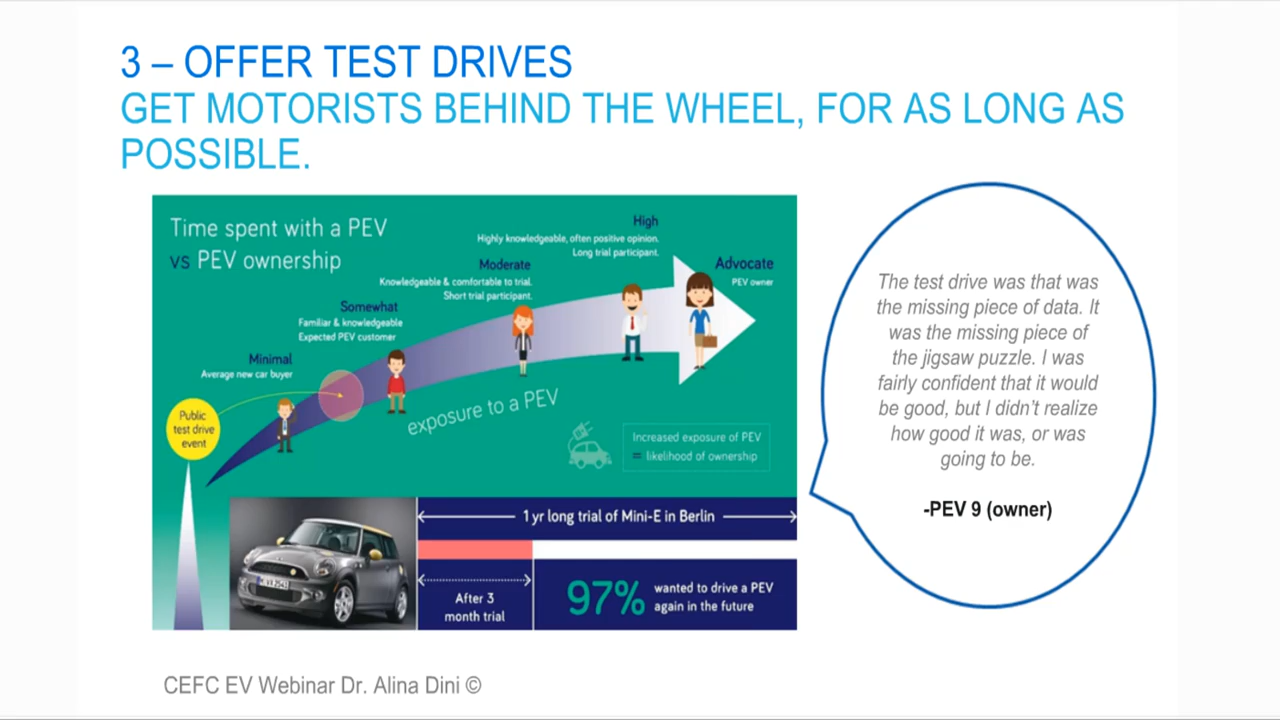 3 – OFFER TEST DRIVES
GET MOTORISTS BEHIND THE WHEEL, FOR AS LONG AS
POSSIBLE.
Time spent with a PEV
vs PEV ownership
High
Highly knowledgeable, often positive opinion.
Long trial participant.
Advocate
PEV owner
Moderate
Knowledgeable & comfortable to trial.
Short trial participant.
Somewhat
Familiar & knowledgeable
Expected PEV customer
Minimal
Average new car buyer
Public
test drive
event
exposure to a PEV
Increased exposure of PEV
= likelihood of ownership
1 yr long trial of Mini-E in Berlin
After 3
month trial
97%
wanted to drive a PEV
again in the future
The test drive was that was
the missing piece of data. It
was the missing piece of
the jigsaw puzzle. I was
fairly confident that it would
be good, but I didn't realize
how good it was, or was
going to be.
-PEV 9 (owner)
CEFC EV Webinar Dr. Alina Dini ©